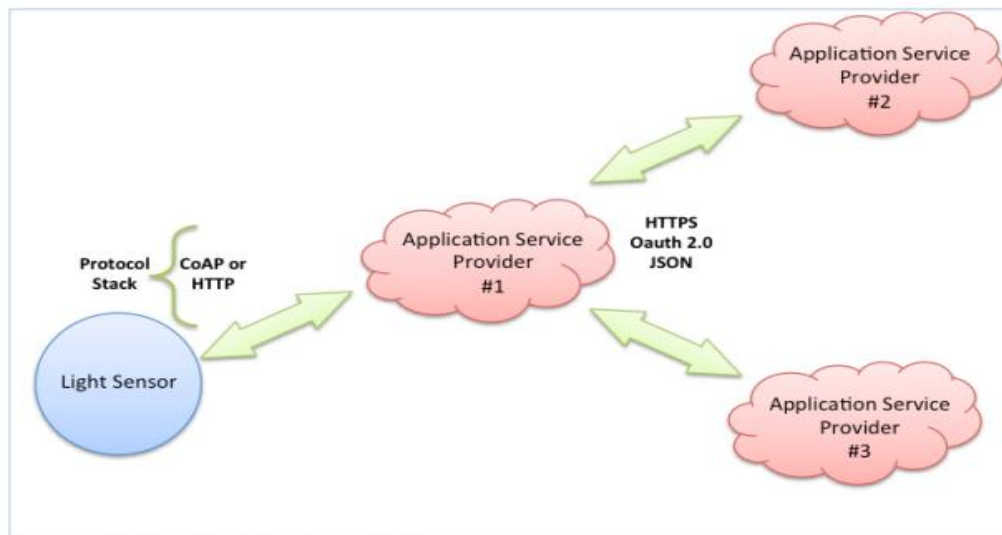 Application Service
Provider
#2
HTTPS
Oauth 2.0
JSON
Application Service
Provider
#1
Protocol
Stack
CoAP or
HTTP
Light Sensor
Application Service
Provider
#3